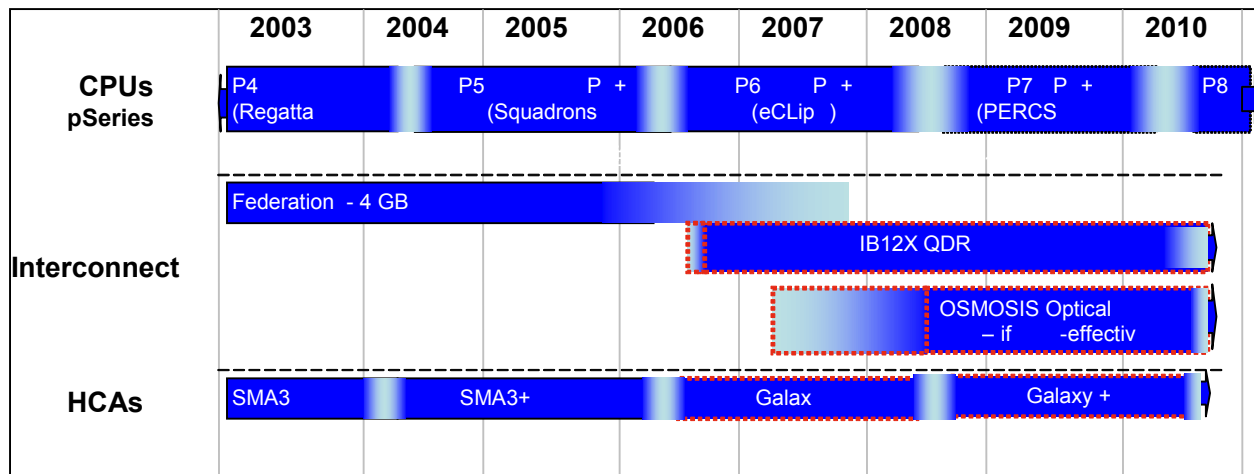 2003 2004 2005 2006 2007 2008 2009 2010
CPUs
pSeries
P4 P5 P + P6 P + P7 P + P8
(Regatta (Squadrons (eCLip ) (PERCS
Interconnect
Federation - 4 GB
IB12X QDR
OSMOSIS Optical
– if -effectiv
HCAs
SMA3 SMA3+ Galax Galaxy +